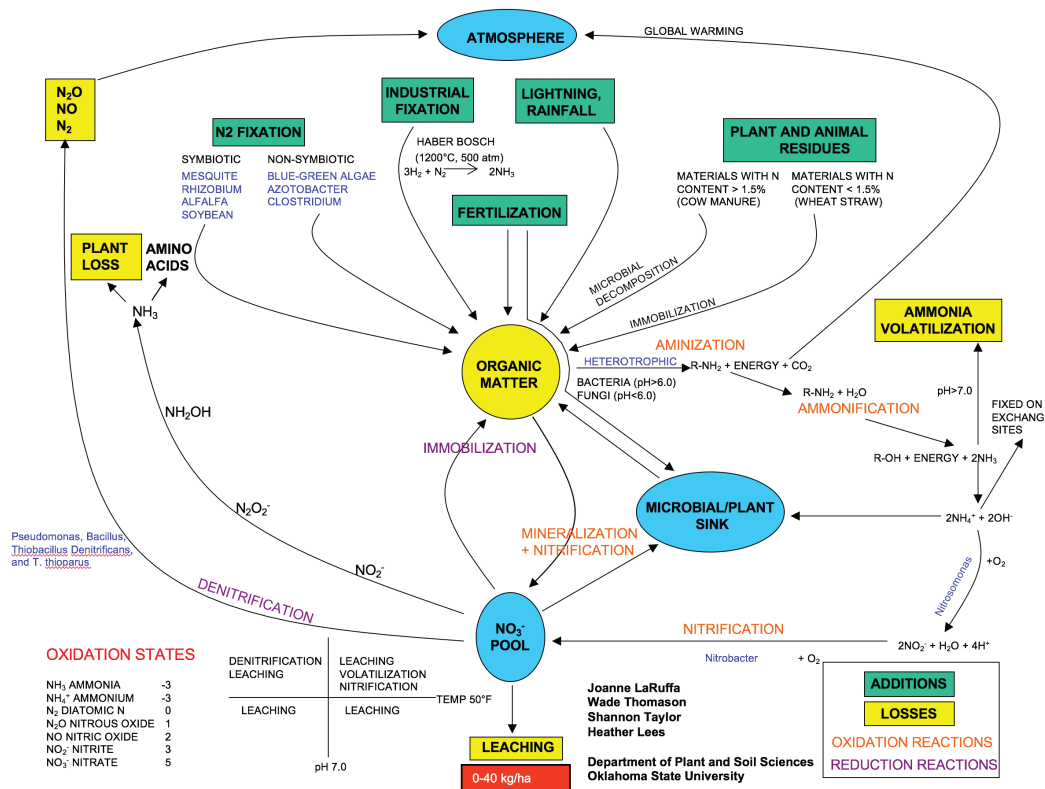 ATMOSPHERE
GLOBAL WARMING
N₂O
NO
N₂
INDUSTRIAL
FIXATION
LIGHTNING,
RAINFALL
N2 FIXATION
PLANT AND ANIMAL
RESIDUES
HABER BOSCH
(1200°C, 500 atm)
3H₂ + N₂ → 2NH₃
SYMBIOTIC
MESQUITE
RHIZOBIUM
ALFALFA
SOYBEAN
NON-SYMBIOTIC
BLUE-GREEN ALGAE
AZOTOBACTER
CLOSTRIDIUM
MATERIALS WITH N
CONTENT > 1.5%
(COW MANURE)
MATERIALS WITH N
CONTENT < 1.5%
(WHEAT STRAW)
FERTILIZATION
PLANT
LOSS
AMINO
ACIDS
NH₃
MICROBIAL
DECOMPOSITION
IMMOBILIZATION
AMMONIA
VOLATILIZATION
ORGANIC
MATTER
AMINIZATION
HETEROTROPHIC
R-NH₂ + ENERGY + CO₂
BACTERIA (pH>6.0)
FUNGI (pH<6.0)
R-NH₂ + H₂O
AMMONIFICATION
pH>7.0
FIXED ON
EXCHANG
SITES
NH₂OH
IMMOBILIZATION
R-OH + ENERGY + 2NH₃
N₂O₂⁻
MICROBIAL/PLANT
SINK
2NH₄⁺ + 2OH⁻
MINERALIZATION
+ NITRIFICATION
Pseudomonas, Bacillus,
Thiobacillus Denitrificans,
and T. thioparus
NO₂⁻
DENITRIFICATION
+O₂
Nitrosomonas
NO₃⁻
POOL
NITRIFICATION
2NO₂⁻ + H₂O + 4H⁺
Nitrobacter
+ O₂
OXIDATION STATES
NH₃ AMMONIA -3
NH₄⁺ AMMONIUM -3
N₂ DIATOMIC N 0
N₂O NITROUS OXIDE 1
NO NITRIC OXIDE 2
NO₂⁻ NITRITE 3
NO₃⁻ NITRATE 5
DENITRIFICATION
LEACHING
LEACHING
VOLATILIZATION
NITRIFICATION
TEMP 50°F
LEACHING
LEACHING
pH 7.0
LEACHING
0-40 kg/ha
Joanne LaRuffa
Wade Thomason
Shannon Taylor
Heather Lees
Department of Plant and Soil Sciences
Oklahoma State University
ADDITIONS
LOSSES
OXIDATION REACTIONS
REDUCTION REACTIONS